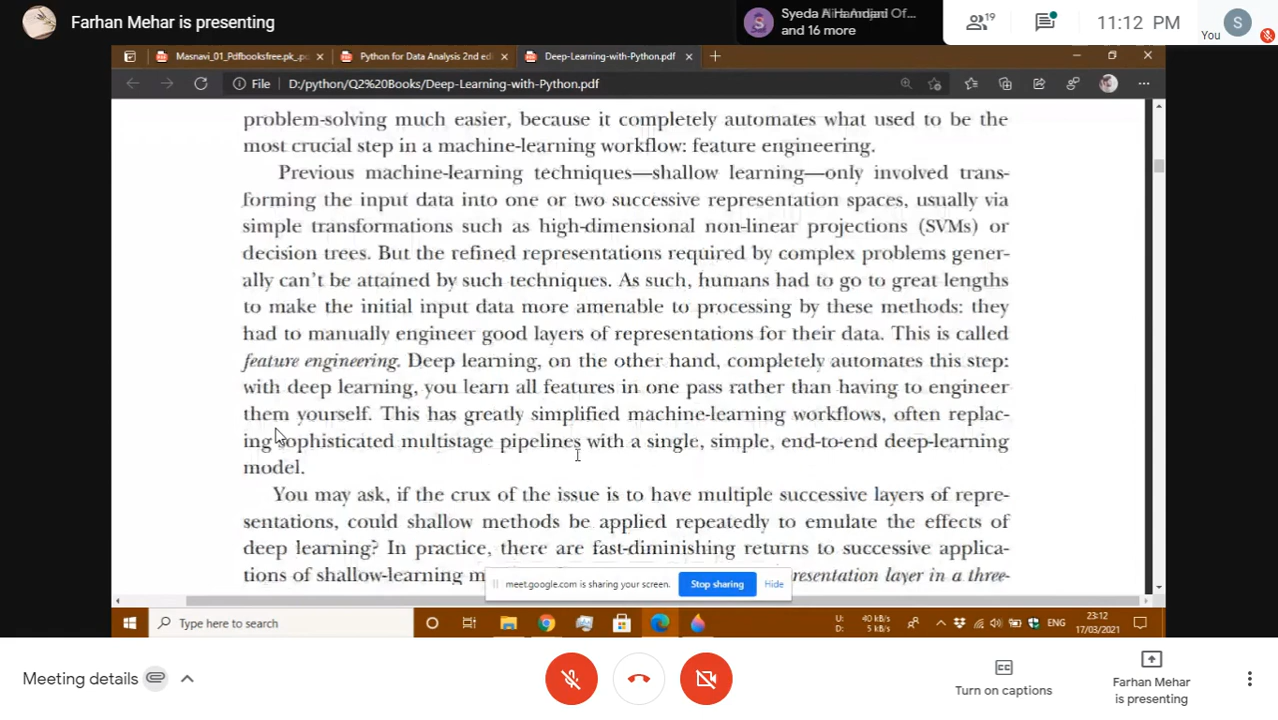 Farhan Mehar is presenting
Syeda
and 16 more
19
11:12 PM
You
S
S
Masnavi_01_Pdfbooksfree.pk_.p
Python for Data Analysis 2nd ed
Deep-Learning-with-Python.pdf
File
D:/python/Q2%20Books/Deep-Learning-with-Python.pdf
problem-solving much easier, because it completely automates what used to be the
most crucial step in a machine-learning workflow: feature engineering.
Previous machine-learning techniques—shallow learning—only involved trans-
forming the input data into one or two successive representation spaces, usually via
simple transformations such as high-dimensional non-linear projections (SVMs) or
decision trees. But the refined representations required by complex problems gener-
ally can't be attained by such techniques. As such, humans had to go to great lengths
to make the initial input data more amenable to processing by these methods: they
had to manually engineer good layers of representations for their data. This is called
feature engineering. Deep learning, on the other hand, completely automates this step:
with deep learning, you learn all features in one pass rather than having to engineer
them yourself. This has greatly simplified machine-learning workflows, often replac-
ing sophisticated multistage pipelines with a single, simple, end-to-end deep-learning
model.
You may ask, if the crux of the issue is to have multiple successive layers of repre-
sentations, could shallow methods be applied repeatedly to emulate the effects of
deep learning? In practice, there are fast-diminishing returns to successive applica-
tions of shallow-learning m
resentation layer in a three-
meet.google.com is sharing your screen.
Stop sharing
Hide
Type here to search
U: 40 kB/s
D: 5 kB/s
ENG
23:12
17/03/2021
Meeting details
CC
Turn on captions
Farhan Mehar
is presenting